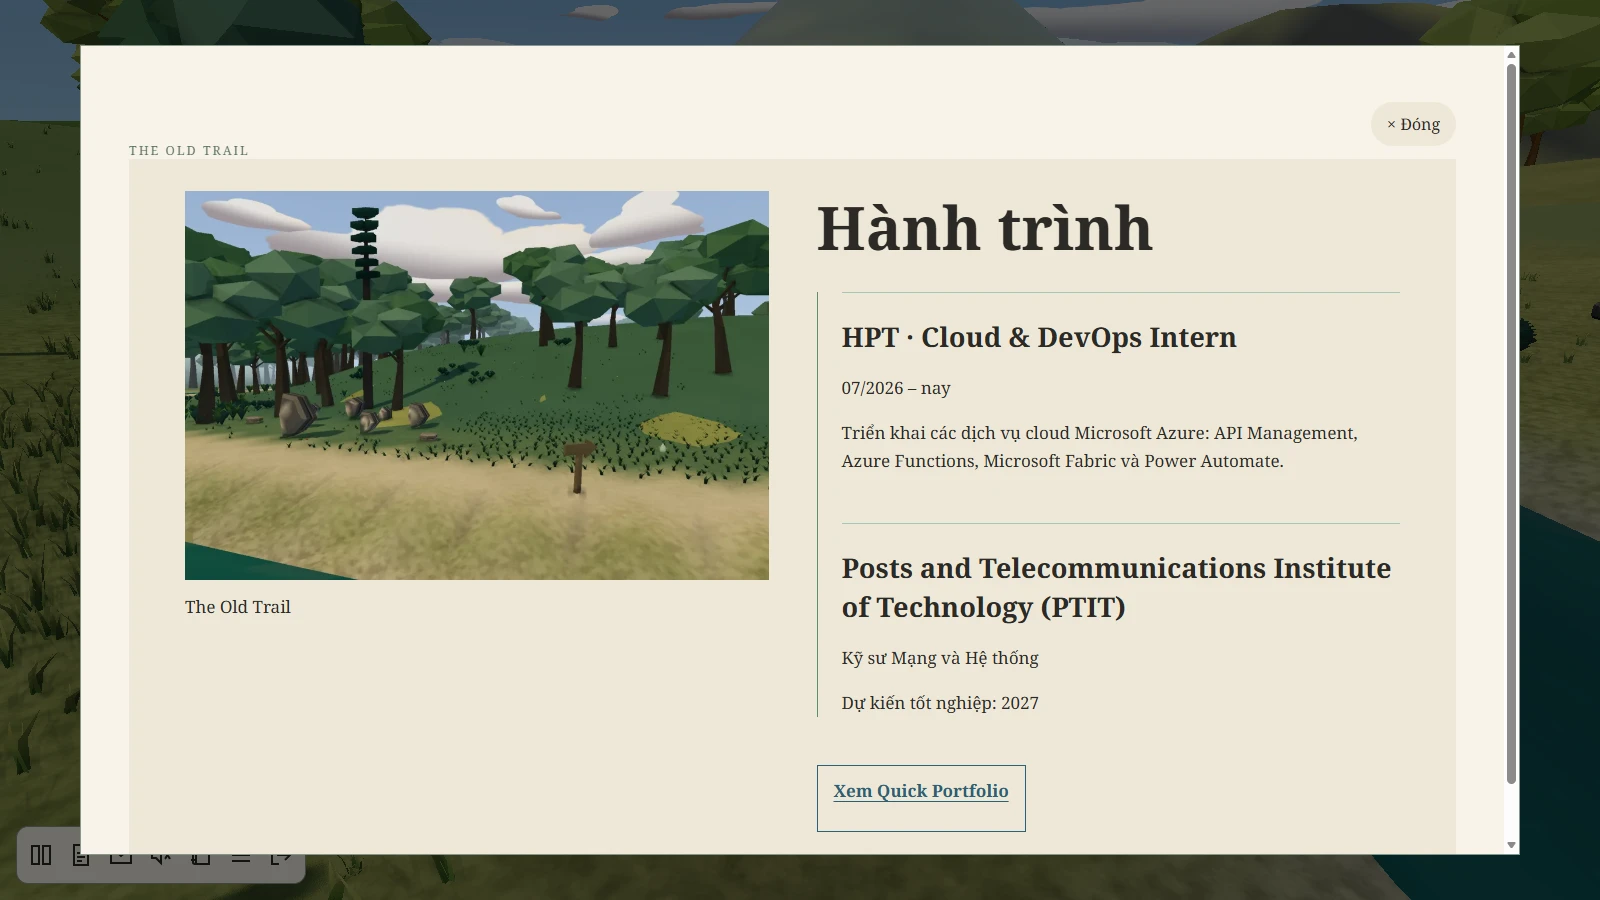 × Đóng
THE OLD TRAIL
The Old Trail
Hành trình
HPT · Cloud & DevOps Intern
07/2026 – nay
Triển khai các dịch vụ cloud Microsoft Azure: API Management,
Azure Functions, Microsoft Fabric và Power Automate.
Posts and Telecommunications Institute
of Technology (PTIT)
Kỹ sư Mạng và Hệ thống
Dự kiến tốt nghiệp: 2027
Xem Quick Portfolio